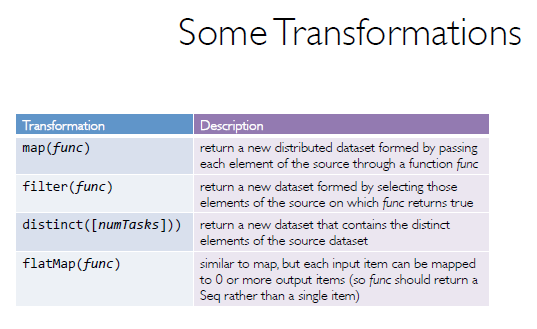 Some Transformations
Transformation Description
map(func) return a new distributed dataset formed by passing
each element of the source through a function func
filter(func) return a new dataset formed by selecting those
elements of the source on which func returns true
distinct([numTasks])) return a new dataset that contains the distinct
elements of the source dataset
flatMap(func) similar to map, but each input item can be mapped
to 0 or more output items (so func should return a
Seq rather than a single item)